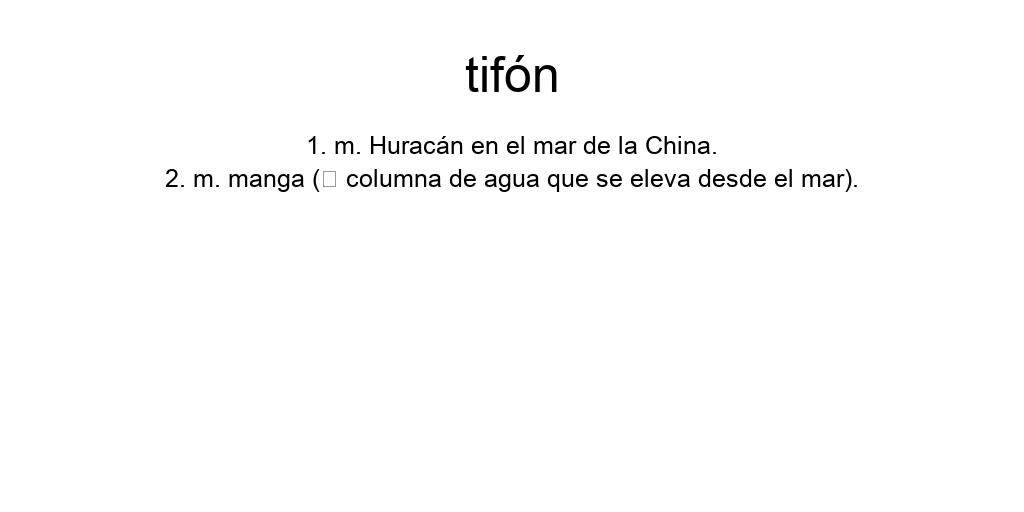 tifón
1. m. Huracán en el mar de la China.
2. m. manga (□ columna de agua que se eleva desde el mar).